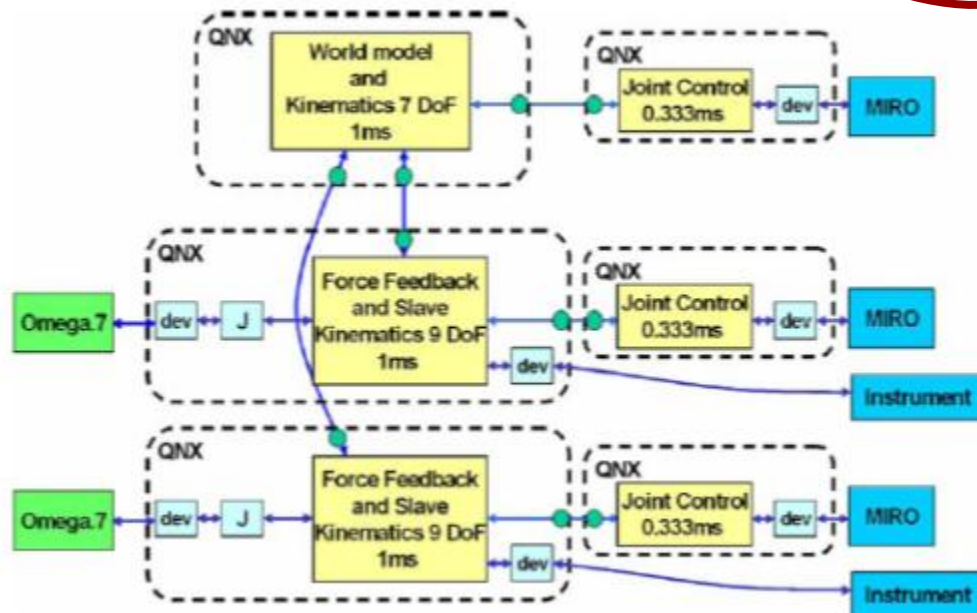 QNX
World model
and
Kinematics 7 DoF
1ms
QNX
Joint Control
0.333ms
dev
MIRO
QNX
Omega.7
dev
J
Force Feedback
and Slave
Kinematics 9 DoF
1ms
dev
QNX
Joint Control
0.333ms
dev
MIRO
Instrument
QNX
Omega.7
dev
J
Force Feedback
and Slave
Kinematics 9 DoF
1ms
dev
QNX
Joint Control
0.333ms
dev
MIRO
Instrument